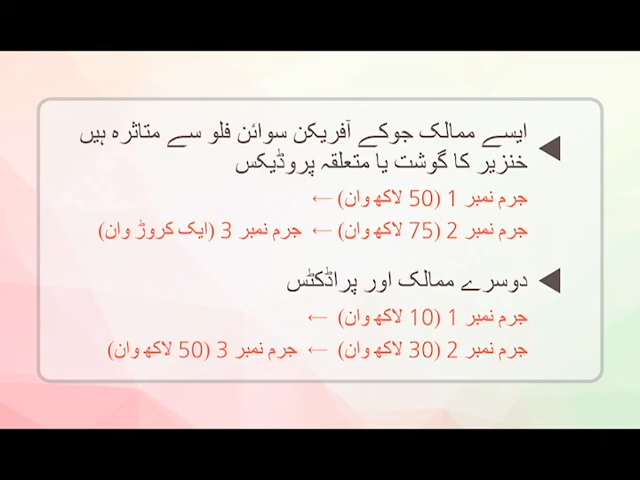 ایسے ممالک جوکے آفریکن سوائن فلو سے متاثرہ ہیں
خنزیر کا گوشت یا متعلقہ پروڈیکس
جرم نمبر 1 (50 لاکھ وان) ←
جرم نمبر 2 (75 لاکھ وان) ← جرم نمبر 3 (ایک کروڑ وان)
دوسرے ممالک اور پراڈکٹس
جرم نمبر 1 (10 لاکھ وان) ←
جرم نمبر 2 (30 لاکھ وان) ← جرم نمبر 3 (50 لاکھ وان)